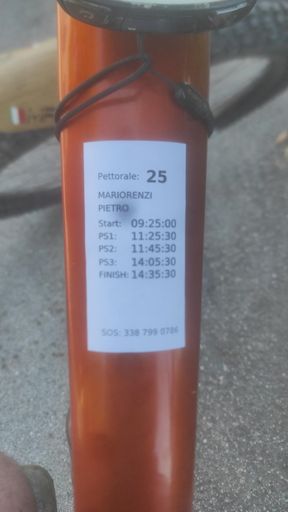 Pettorale: 25
MARIORENZI
PIETRO
Start: 09:25:00
PS1: 11:25:30
PS2: 11:45:30
PS3: 14:05:30
FINISH: 14:35:30
SOS: 338 799 0786